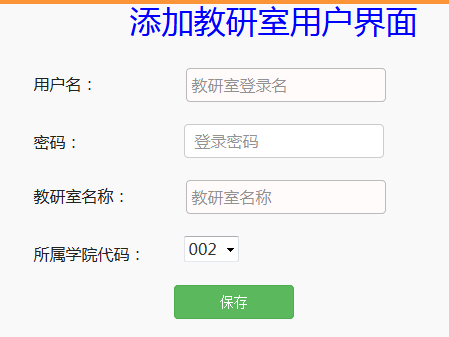 添加教研室用户界面
用户名： 教研室登录名
密码： 登录密码
教研室名称： 教研室名称
所属学院代码： 002
保存